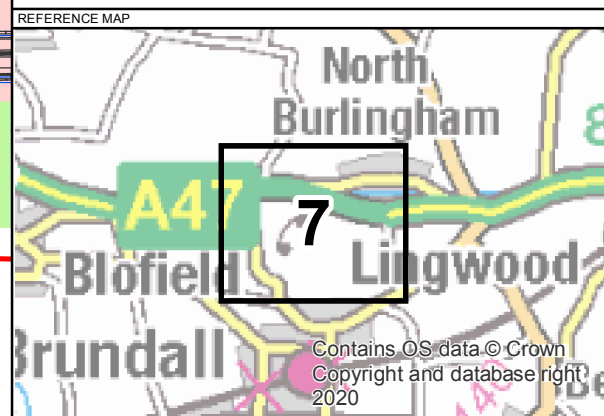 REFERENCE MAP
North
Burlingham
A47
7
Blofield
Lingwood
Brundall
Contains OS data © Crown
Copyright and database right
2020